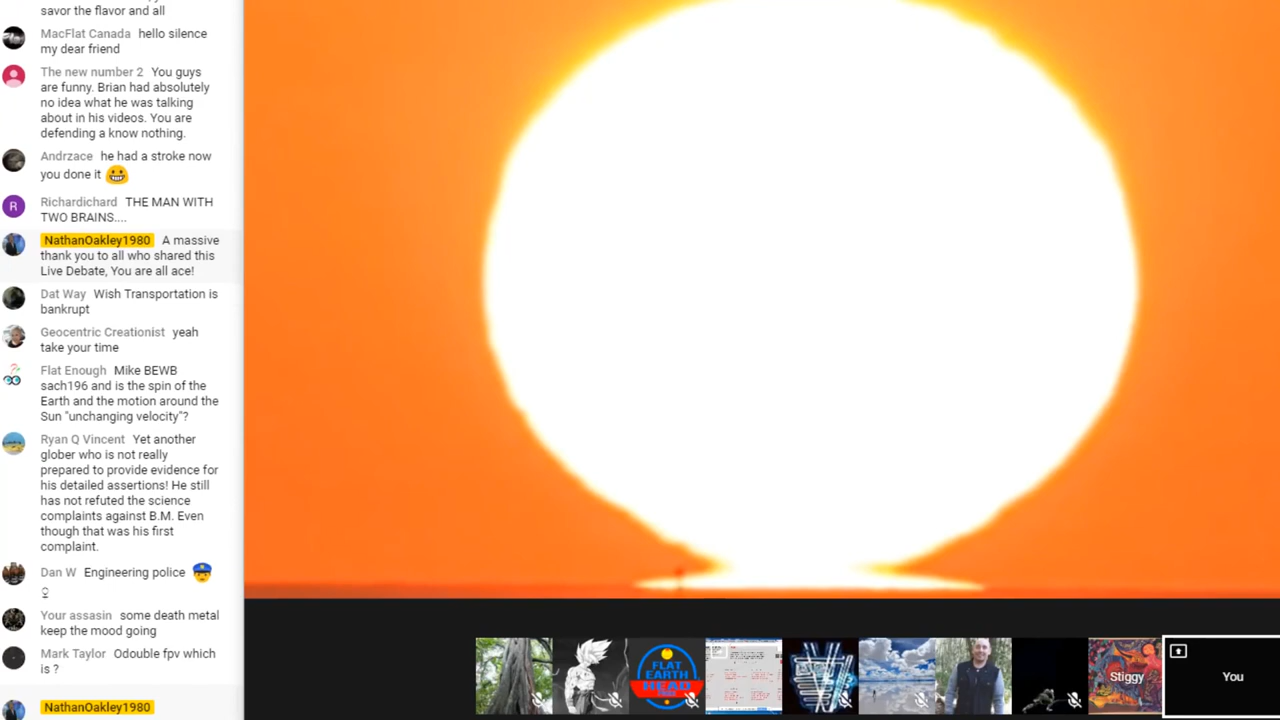 savor the flavor and all
MacFlat Canada hello silence
my dear friend
The new number 2 You guys
are funny. Brian had absolutely
no idea what he was talking
about in his videos. You are
defending a know nothing.
Andrzace he had a stroke now
you done it
Richardichard THE MAN WITH
TWO BRAINS....
NathanOakley1980 A massive
thank you to all who shared this
Live Debate, You are all ace!
Dat Way Wish Transportation is
bankrupt
Geocentric Creationist yeah
take your time
Flat Enough Mike BEWB
sach196 and is the spin of the
Earth and the motion around the
Sun "unchanging velocity"?
Ryan Q Vincent Yet another
glober who is not really
prepared to provide evidence for
his detailed assertions! He still
has not refuted the science
complaints against B.M. Even
though that was his first
complaint.
Dan W Engineering police
♀
Your assasin some death metal
keep the mood going
Mark Taylor Odouble fpv which
is ?
NathanOakley1980
R
FLAT
EARTH
HEAD
Stiggy
You